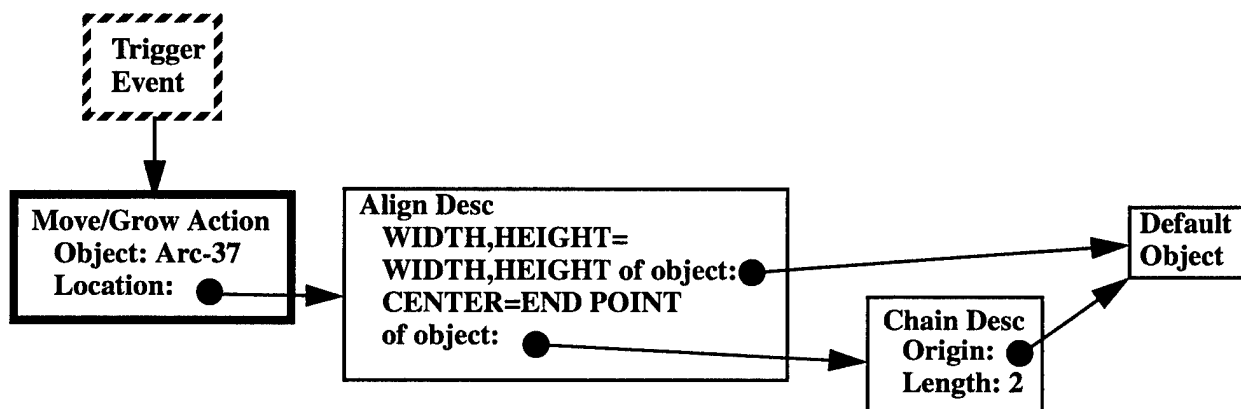 Trigger
Event
Move/Grow Action
Object: Arc-37
Location:
Align Desc
WIDTH,HEIGHT=
WIDTH,HEIGHT of object:
CENTER=END POINT
of object:
Default
Object
Chain Desc
Origin:
Length: 2